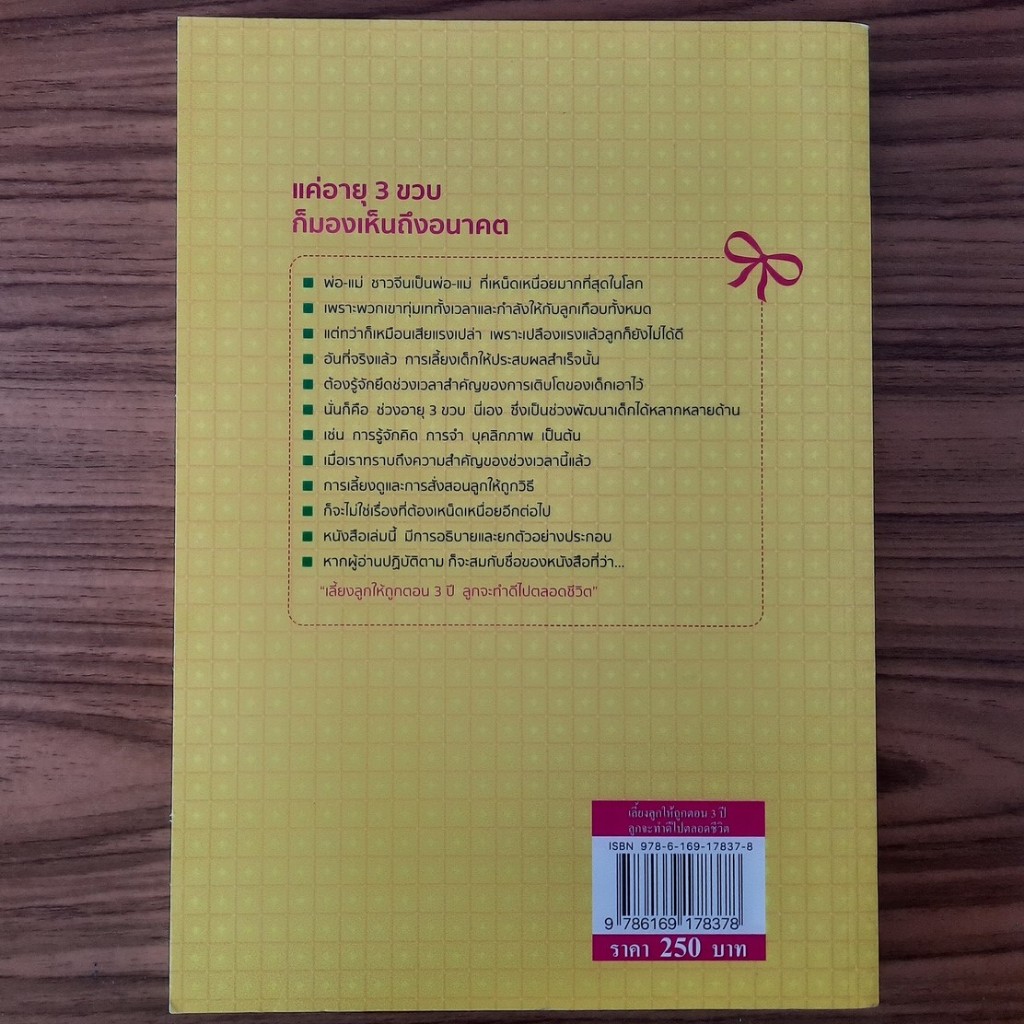 แค่อายุ 3 ขวบ
ก็มองเห็นถึงอนาคต
พ่อ-แม่ ชาวจีนเป็นพ่อ-แม่ ที่เหน็ดเหนื่อยมากที่สุดในโลก
เพราะพวกเขาทุ่มเททั้งเวลาและกำลังให้กับลูกเกือบทั้งหมด
แต่ทว่าก็เหมือนเสียแรงเปล่า เพราะเปลืองแรงแล้วลูกก็ยังไม่ได้ดี
อันที่จริงแล้ว การเลี้ยงเด็กให้ประสบผลสำเร็จนั้น
ต้องรู้จักยึดช่วงเวลาสำคัญของการเติบโตของเด็กเอาไว้
นั่นก็คือ ช่วงอายุ 3 ขวบ นี่เอง ซึ่งเป็นช่วงพัฒนาเด็กได้หลากหลายด้าน
เช่น การรู้จักคิด การจำ บุคลิกภาพ เป็นต้น
เมื่อเราทราบถึงความสำคัญของช่วงเวลานี้แล้ว
การเลี้ยงดูและการสั่งสอนลูกให้ถูกวิธี
ก็จะไม่ใช่เรื่องที่ต้องเหน็ดเหนื่อยอีกต่อไป
หนังสือเล่มนี้ มีการอธิบายและยกตัวอย่างประกอบ
หากผู้อ่านปฏิบัติตาม ก็จะสมกับชื่อของหนังสือที่ว่า...
"เลี้ยงลูกให้ถูกตอน 3 ปี ลูกจะทำดีไปตลอดชีวิต"
เลี้ยงลูกให้ถูกตอน 3 ปี
ลูกจะทำดีไปตลอดชีวิต
ISBN 978-6-169-17837-8
9 786169 178378
ราคา 250 บาท